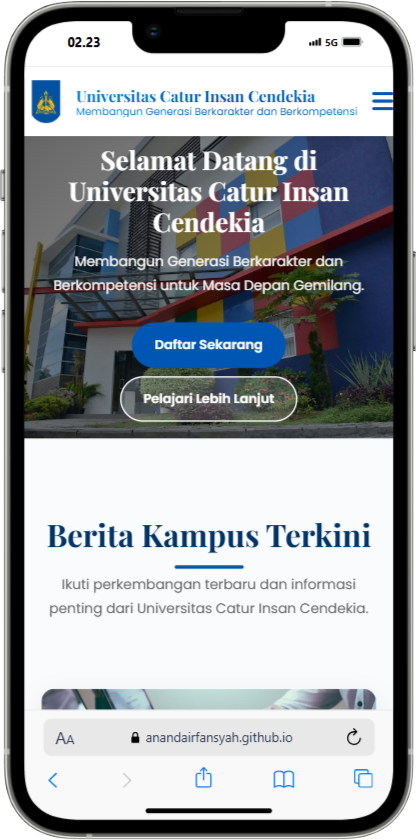 02.23
5G
Universitas Catur Insan Cendekia
Membangun Generasi Berkarakter dan Berkompetensi
Selamat Datang di
Universitas Catur Insan
Cendekia
Membangun Generasi Berkarakter dan
Berkompetensi untuk Masa Depan Gemilang.
Daftar Sekarang
Pelajari Lebih Lanjut
Berita Kampus Terkini
Ikuti perkembangan terbaru dan informasi
penting dari Universitas Catur Insan Cendekia.
AA anandairfansyah.github.io